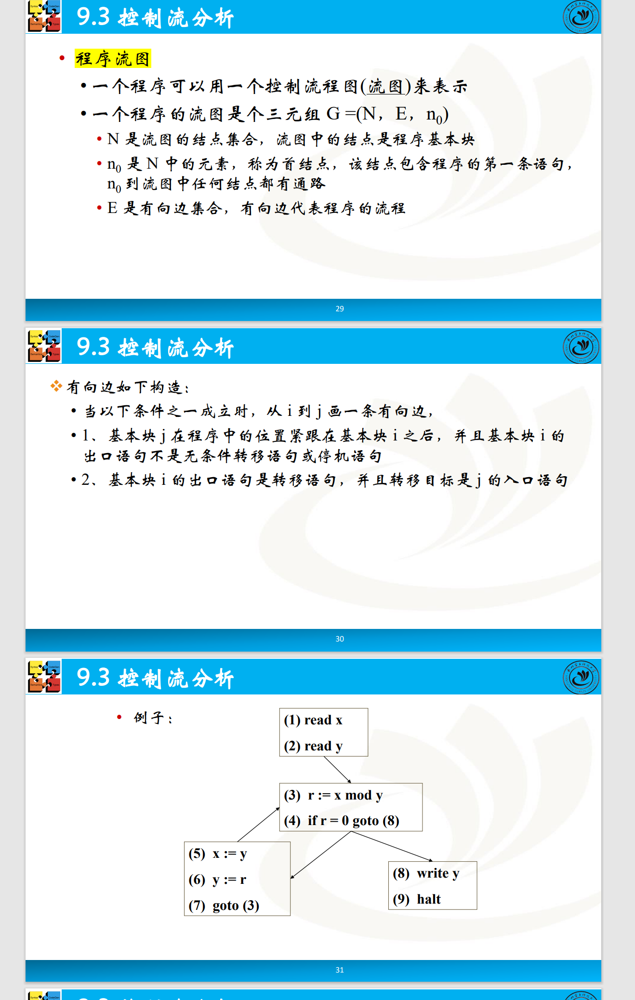 Syntax CodeGen
Semantics Types
9.3 控制流分析
• 程序流图
• 一个程序可以用一个控制流程图(流图)来表示
• 一个程序的流图是个三元组 G =(N，E，n0)
• N 是流图的结点集合，流图中的结点是程序基本块
• n0 是 N 中的元素，称为首结点，该结点包含程序的第一条语句，
n0 到流图中任何结点都有通路
• E 是有向边集合，有向边代表程序的流程
29
Syntax CodeGen
Semantics Types
9.3 控制流分析
❖ 有向边如下构造：
• 当以下条件之一成立时，从 i 到 j 画一条有向边，
• 1、基本块 j 在程序中的位置紧跟在基本块 i 之后，并且基本块 i 的
出口语句不是无条件转移语句或停机语句
• 2、基本块 i 的出口语句是转移语句，并且转移目标是 j 的入口语句
30
Syntax CodeGen
Semantics Types
9.3 控制流分析
• 例子：
(1) read x
(2) read y
(3) r := x mod y
(4) if r = 0 goto (8)
(5) x := y
(6) y := r
(7) goto (3)
(8) write y
(9) halt
31
Syntax CodeGen